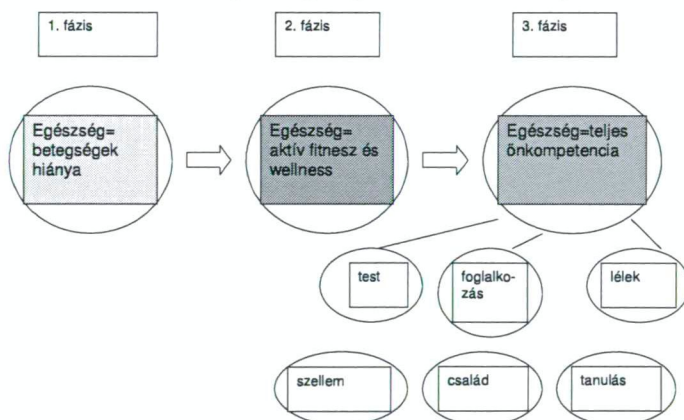 1. fázis
2. fázis
3. fázis
Egészség=
betegségek
hiánya
Egészség=
aktív fitnesz és
wellness
Egészség=teljes
önkompetencia
test
foglalko-
zás
lélek
szellem
család
tanulás